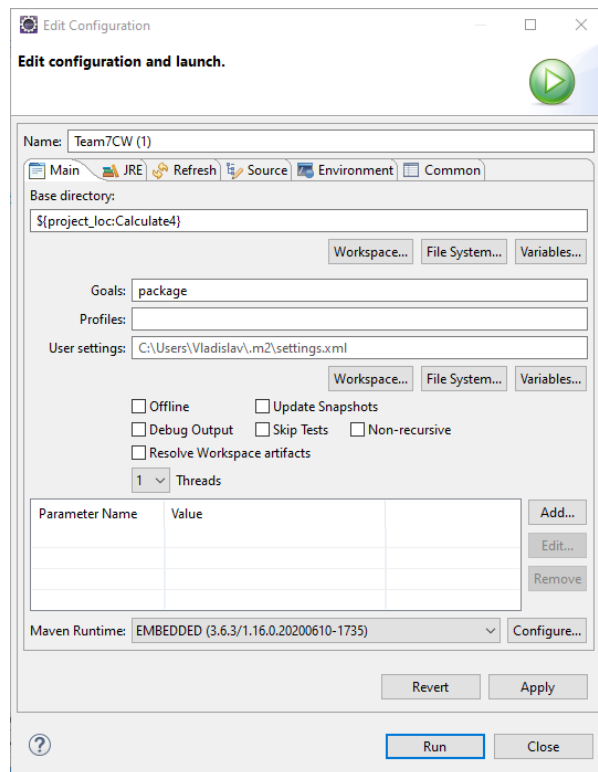 Edit Configuration
Edit configuration and launch.
Name: Team7CW (1)
Main JRE Refresh Source Environment Common
Base directory:
${project_loc:Calculate4}
Workspace... File System... Variables...
Goals: package
Profiles:
User settings: C:\Users\Vladislav\.m2\settings.xml
Workspace... File System... Variables...
Offline Update Snapshots
Debug Output Skip Tests Non-recursive
Resolve Workspace artifacts
1 Threads
Parameter Name Value Add...
Edit...
Remove
Maven Runtime: EMBEDDED (3.6.3/1.16.0.20200610-1735) Configure...
Revert Apply
? Run Close